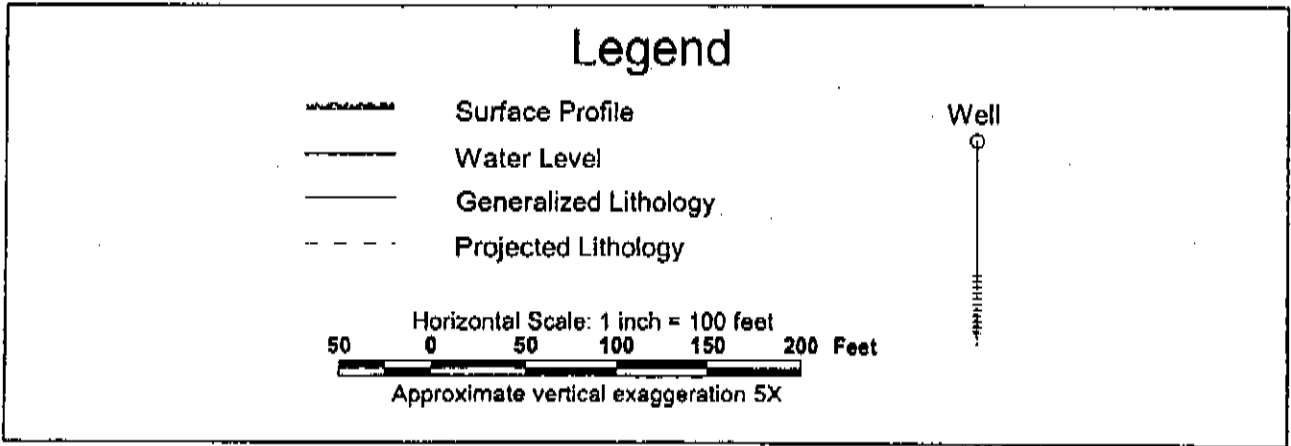 Legend
Surface Profile
Water Level
Generalized Lithology
Projected Lithology
Well
Horizontal Scale: 1 inch = 100 feet
50 0 50 100 150 200 Feet
Approximate vertical exaggeration 5X